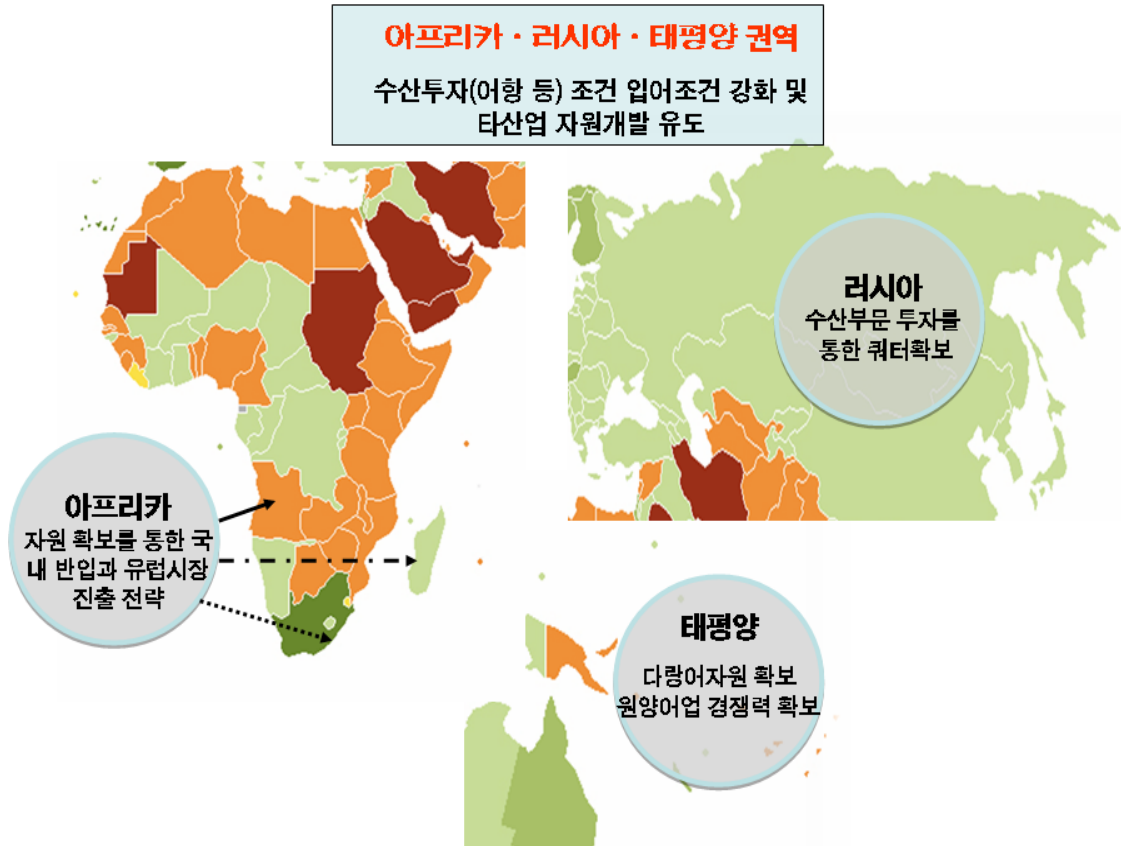 아프리카 · 러시아 · 태평양 권역
수산투자(어항 등) 조건 입어조건 강화 및
타산업 자원개발 유도
러시아
수산부문 투자를
통한 쿼터확보
아프리카
자원 확보를 통한 국
내 반입과 유럽시장
진출 전략
태평양
다랑어자원 확보
원양어업 경쟁력 확보